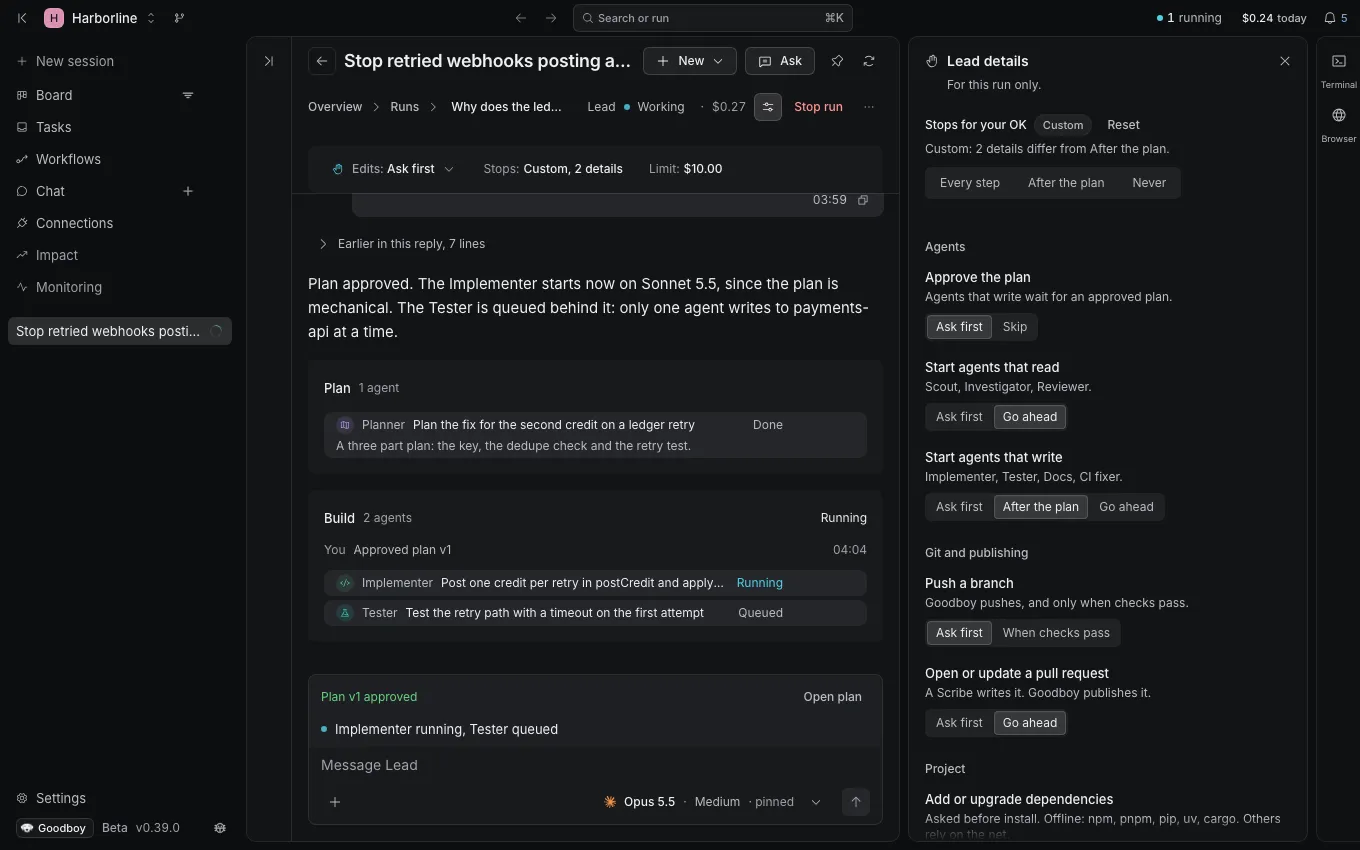 H Harborline
Search or run ⌘K
1 running $0.24 today 5
New session
Board
Tasks
Workflows
Chat
Connections
Impact
Monitoring
Stop retried webhooks posti...
Settings
Goodboy Beta v0.39.0
Stop retried webhooks posting a...
New
Ask
Overview Runs Why does the led... Lead Working · $0.27 Stop run ...
Edits: Ask first Stops: Custom, 2 details Limit: $10.00
03:59
Earlier in this reply, 7 lines
Plan approved. The Implementer starts now on Sonnet 5.5, since the plan is
mechanical. The Tester is queued behind it: only one agent writes to payments-
api at a time.
Plan 1 agent
Planner Plan the fix for the second credit on a ledger retry Done
A three part plan: the key, the dedupe check and the retry test.
Build 2 agents Running
You Approved plan v1 04:04
Implementer Post one credit per retry in postCredit and apply... Running
Tester Test the retry path with a timeout on the first attempt Queued
Plan v1 approved Open plan
Implementer running, Tester queued
Message Lead
Opus 5.5 · Medium · pinned
Lead details
For this run only.
Stops for your OK Custom Reset
Custom: 2 details differ from After the plan.
Every step After the plan Never
Agents
Approve the plan
Agents that write wait for an approved plan.
Ask first Skip
Start agents that read
Scout, Investigator, Reviewer.
Ask first Go ahead
Start agents that write
Implementer, Tester, Docs, CI fixer.
Ask first After the plan Go ahead
Git and publishing
Push a branch
Goodboy pushes, and only when checks pass.
Ask first When checks pass
Open or update a pull request
A Scribe writes it. Goodboy publishes it.
Ask first Go ahead
Project
Add or upgrade dependencies
Asked before install. Offline: npm, pnpm, pip, uv, cargo. Others
rely on the net.
Terminal
Browser